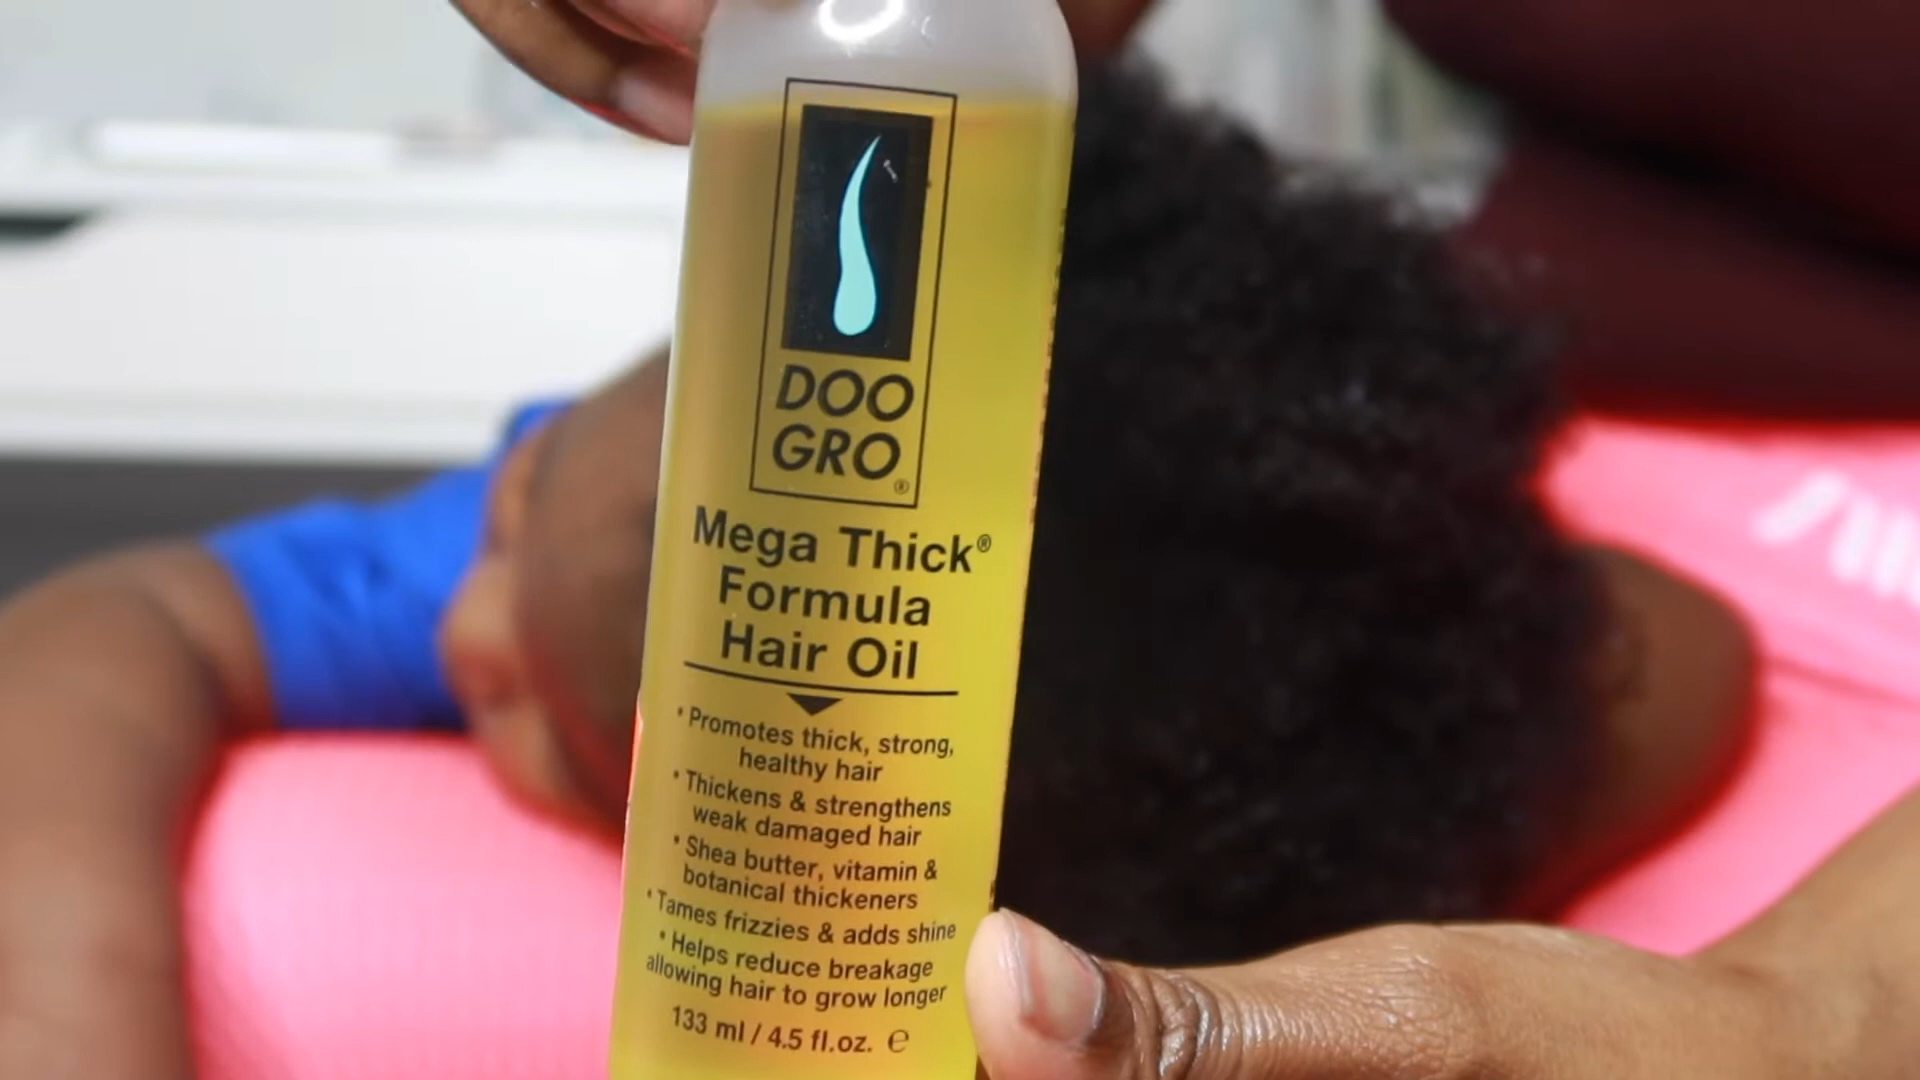 DOO
GRO®
Mega Thick®
Formula
Hair Oil
• Promotes thick, strong,
healthy hair
• Thickens & strengthens
weak damaged hair
• Shea butter, vitamin &
botanical thickeners
• Tames frizzies & adds shine
• Helps reduce breakage
allowing hair to grow longer
133 ml / 4.5 fl.oz. ℮